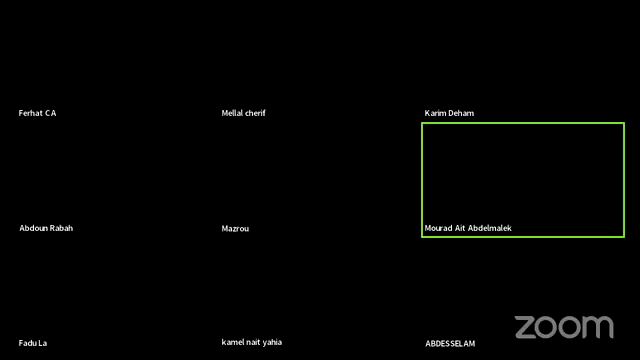 Ferhat CA
Mellal cherif
Karim Deham
Abdoun Rabah
Mazrou
Mourad Ait Abdelmalek
Fadu La
kamel nait yahia
ABDESSELAM
zoom